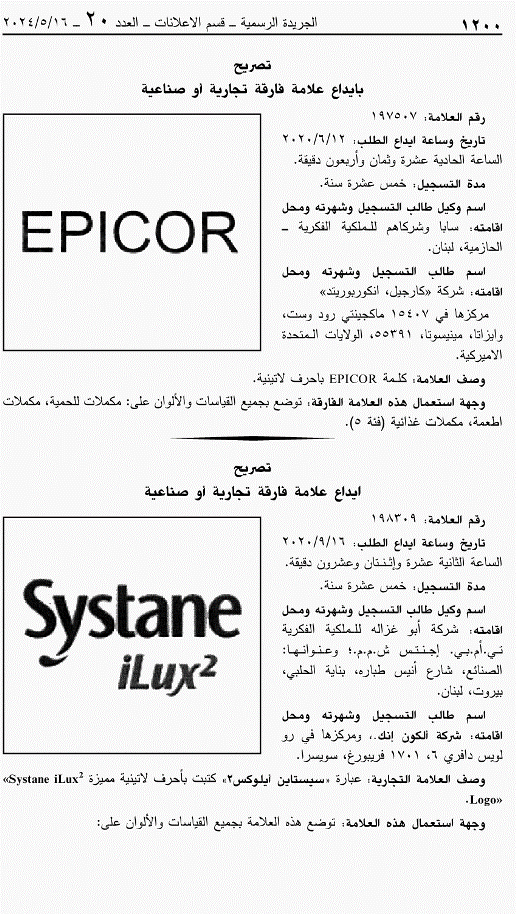 ١٢٠٠
الجريدة الرسمية ــ قسم الاعلانات ــ العدد ٢٠ ــ ٢٠٢٤/٥/١٦
تصريح
بايداع علامة فارقة تجارية أو صناعية
رقم العلامة: ١٩٧٥٠٧
تاريخ وساعة ايداع الطلب: ٢٠٢٠/٦/١٢
الساعة الحادية عشرة وثمان وأربعون دقيقة.
مدة التسجيل: خمس عشرة سنة.
اسم وكيل طالب التسجيل وشهرته ومحل
اقامته: سابا وشركاهم للملكية الفكرية ــ
الحازمية، لبنان.
اسم طالب التسجيل وشهرته ومحل
اقامته: شركة «كارجيل، انكوربوريتد»
مركزها في ١٥٤٠٧ ماكجينتي رود وست،
وايزاتا، مينيسوتا، ٥٥٣٩١، الولايات المتحدة
الاميركية.
EPICOR
وصف العلامة: كلمة EPICOR باحرف لاتينية.
وجهة استعمال هذه العلامة الفارقة: توضع بجميع القياسات والألوان على: مكملات للحمية، مكملات
اطعمة، مكملات غذائية (فئة ٥).
تصريح
ايداع علامة فارقة تجارية أو صناعية
رقم العلامة: ١٩٨٣٠٩
تاريخ وساعة ايداع الطلب: ٢٠٢٠/٩/١٦
الساعة الثانية عشرة وإثنتان وعشرون دقيقة.
مدة التسجيل: خمس عشرة سنة.
اسم وكيل طالب التسجيل وشهرته ومحل
اقامته: شركة أبو غزاله للملكية الفكرية
تي.أم.بي. إجنتس ش.م.م.؛ وعنوانها:
الصنائع، شارع أنيس طباره، بناية الحلبي،
بيروت، لبنان.
اسم طالب التسجيل وشهرته ومحل
اقامته: شركة ألكون إنك.، ومركزها في رو
لويس دافري ٦، ١٧٠١ فريبورغ، سويسرا.
Systane
iLux²
وصف العلامة التجارية: عبارة «سيستاين أيلوكس٢» كتبت بأحرف لاتينية مميزة «Systane iLux²
Logo».
وجهة استعمال هذه العلامة: توضع هذه العلامة بجميع القياسات والألوان على: